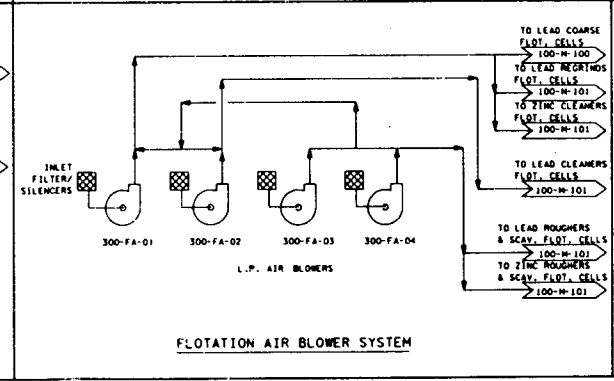 TO LEAD COARSE
FLOT. CELLS
100-M-100
TO LEAD REGRINDS
FLOT. CELLS
100-M-101
TO ZINC CLEANERS
FLOT. CELLS
100-M-101
INLET
FILTER/
SILENCERS
TO LEAD CLEANERS
FLOT. CELLS
100-M-101
300-FA-01
300-FA-02
300-FA-03
300-FA-04
L.P. AIR BLOWERS
TO LEAD ROUGHERS
& SCAV. FLOT. CELLS
100-M-101
TO ZINC ROUGHERS
& SCAV. FLOT. CELLS
100-M-101
FLOTATION AIR BLOWER SYSTEM